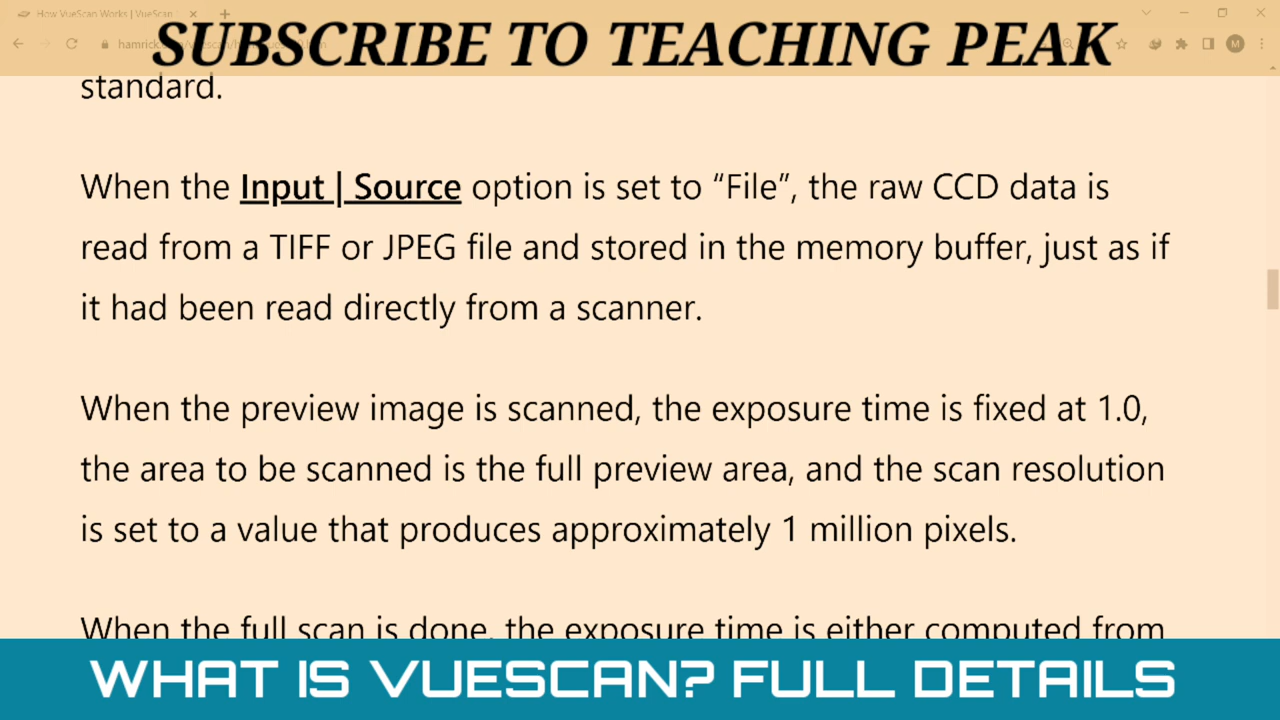 How VueScan Works | VueScan
SUBSCRIBE TO TEACHING PEAK
standard.
When the Input | Source option is set to “File”, the raw CCD data is
read from a TIFF or JPEG file and stored in the memory buffer, just as if
it had been read directly from a scanner.
When the preview image is scanned, the exposure time is fixed at 1.0,
the area to be scanned is the full preview area, and the scan resolution
is set to a value that produces approximately 1 million pixels.
When the full scan is done, the exposure time is either computed from
WHAT IS VUESCAN? FULL DETAILS